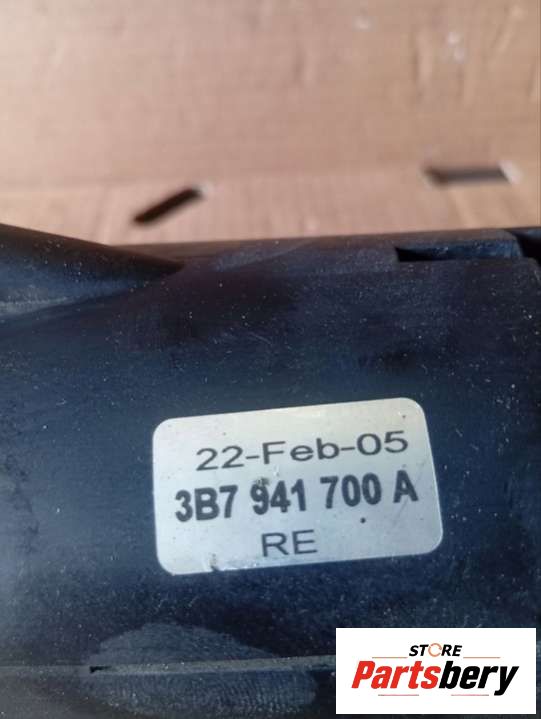 22-Feb-05
3B7 941 700 A
RE
STORE
Partsbery